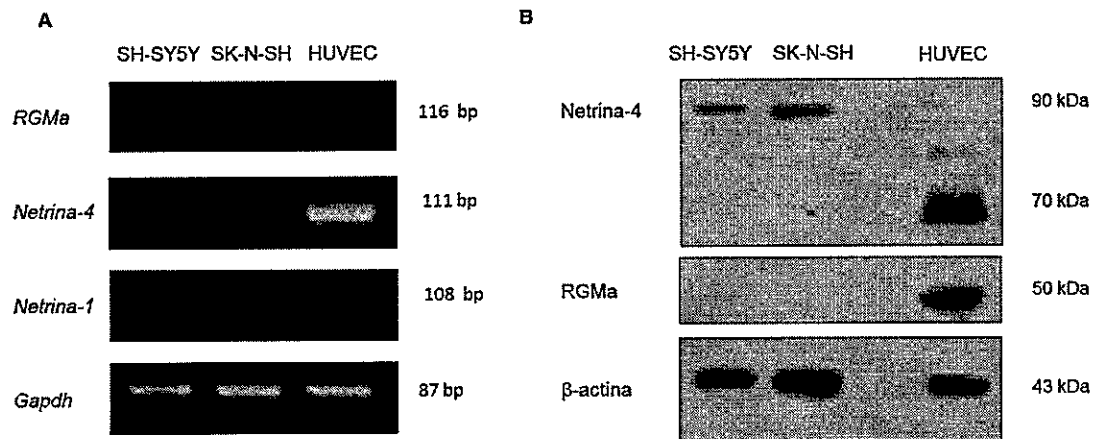 A
SH-SY5Y SK-N-SH HUVEC
RGMa 116 bp
Netrina-4 111 bp
Netrina-1 108 bp
Gapdh 87 bp
B
SH-SY5Y SK-N-SH HUVEC
Netrina-4 90 kDa
70 kDa
RGMa 50 kDa
β-actina 43 kDa